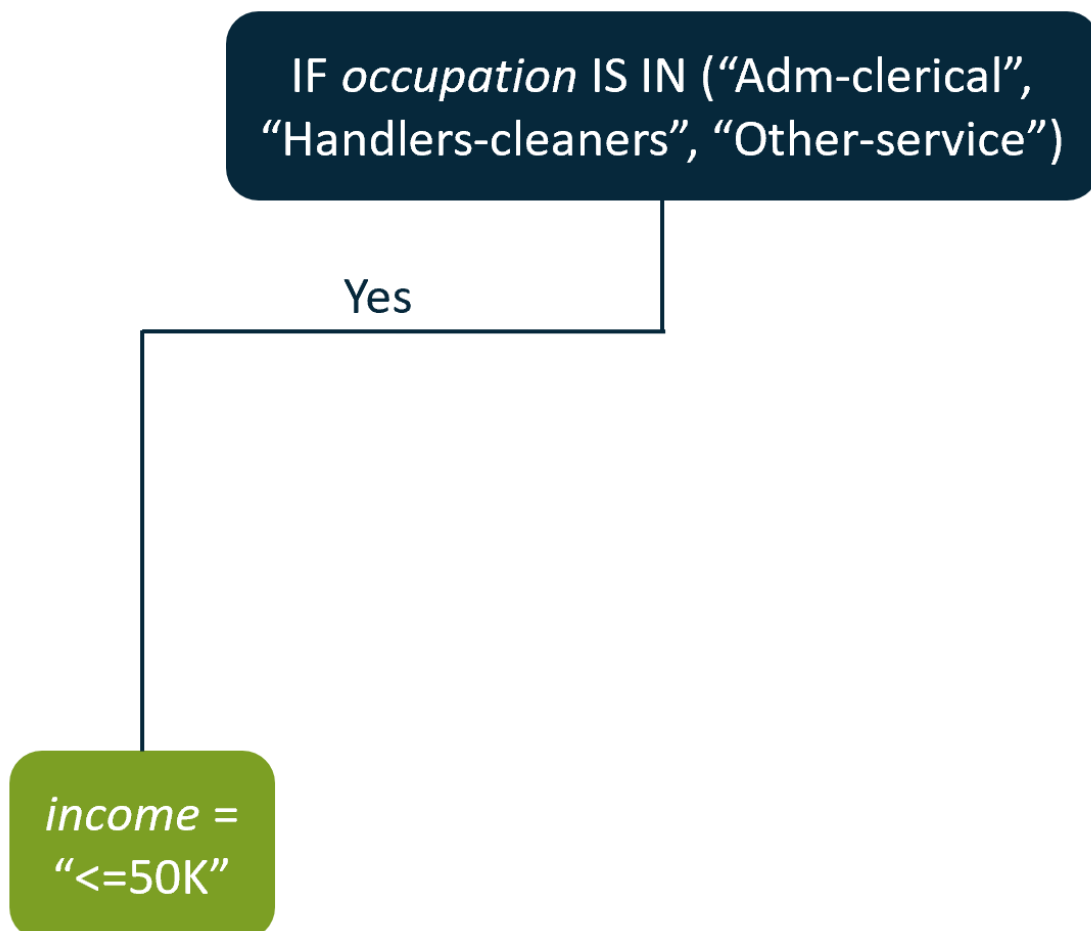 IF occupation IS IN (“Adm-clerical”,
“Handlers-cleaners”, “Other-service”)
Yes
income =
“<=50K”